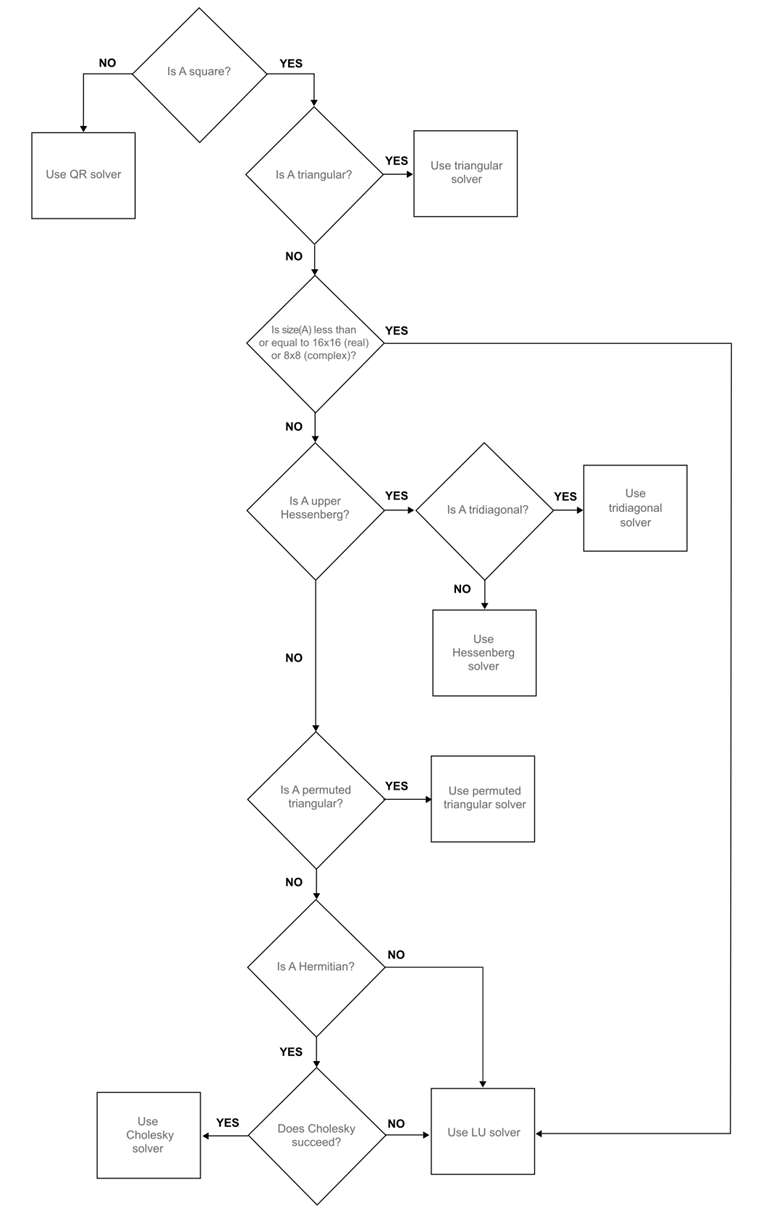 NO
Is A square?
YES
Use QR solver
Is A triangular?
YES
Use triangular
solver
NO
Is size(A) less than
or equal to 16x16 (real)
or 8x8 (complex)?
YES
NO
Is A upper
Hessenberg?
YES
Is A tridiagonal?
YES
Use
tridiagonal
solver
NO
Use
Hessenberg
solver
NO
Is A permuted
triangular?
YES
Use permuted
triangular solver
NO
Is A Hermitian?
NO
YES
Use
Cholesky
solver
YES
Does Cholesky
succeed?
NO
Use LU solver